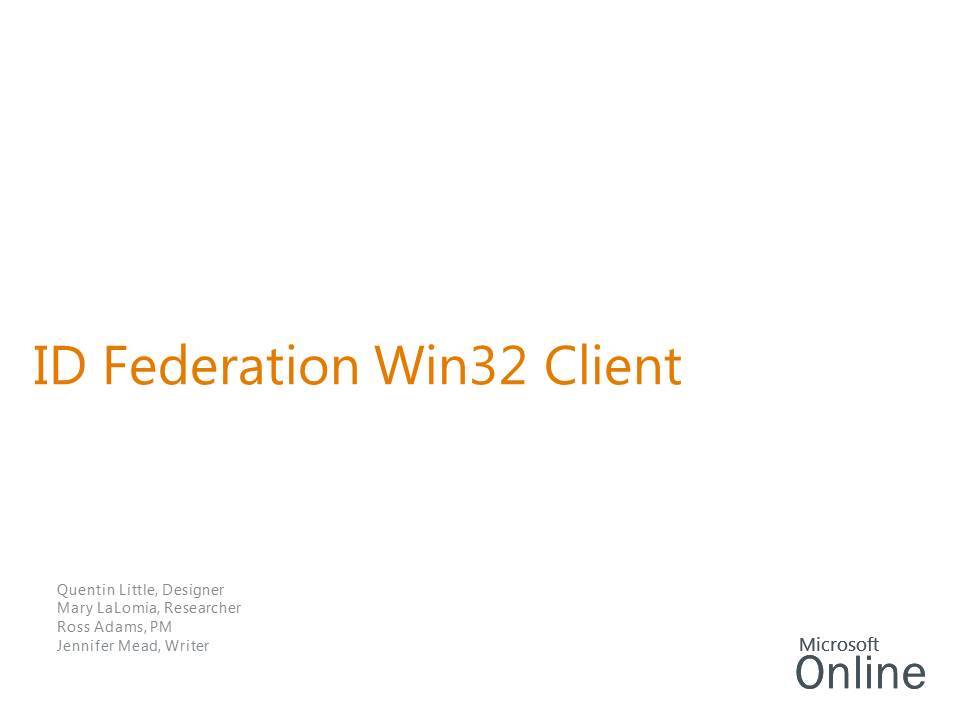 ID Federation Win32 Client
Quentin Little, Designer
Mary LaLomia, Researcher
Ross Adams, PM
Jennifer Mead, Writer
Microsoft
Online